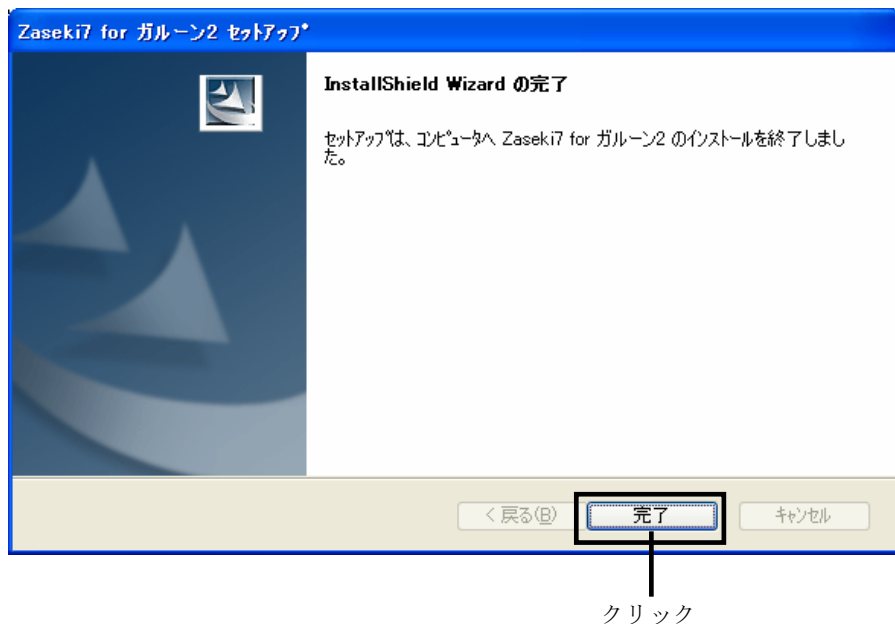 Zaseki7 for ガルーン2 ｾｯﾄｱｯﾌﾟ
InstallShield Wizard の完了
ｾｯﾄｱｯﾌﾟは、ｺﾝﾋﾟｭｰﾀへ Zaseki7 for ガルーン2 のインストールを終了しまし
た。
< 戻る(B)
完了
ｷｬﾝｾﾙ
クリック